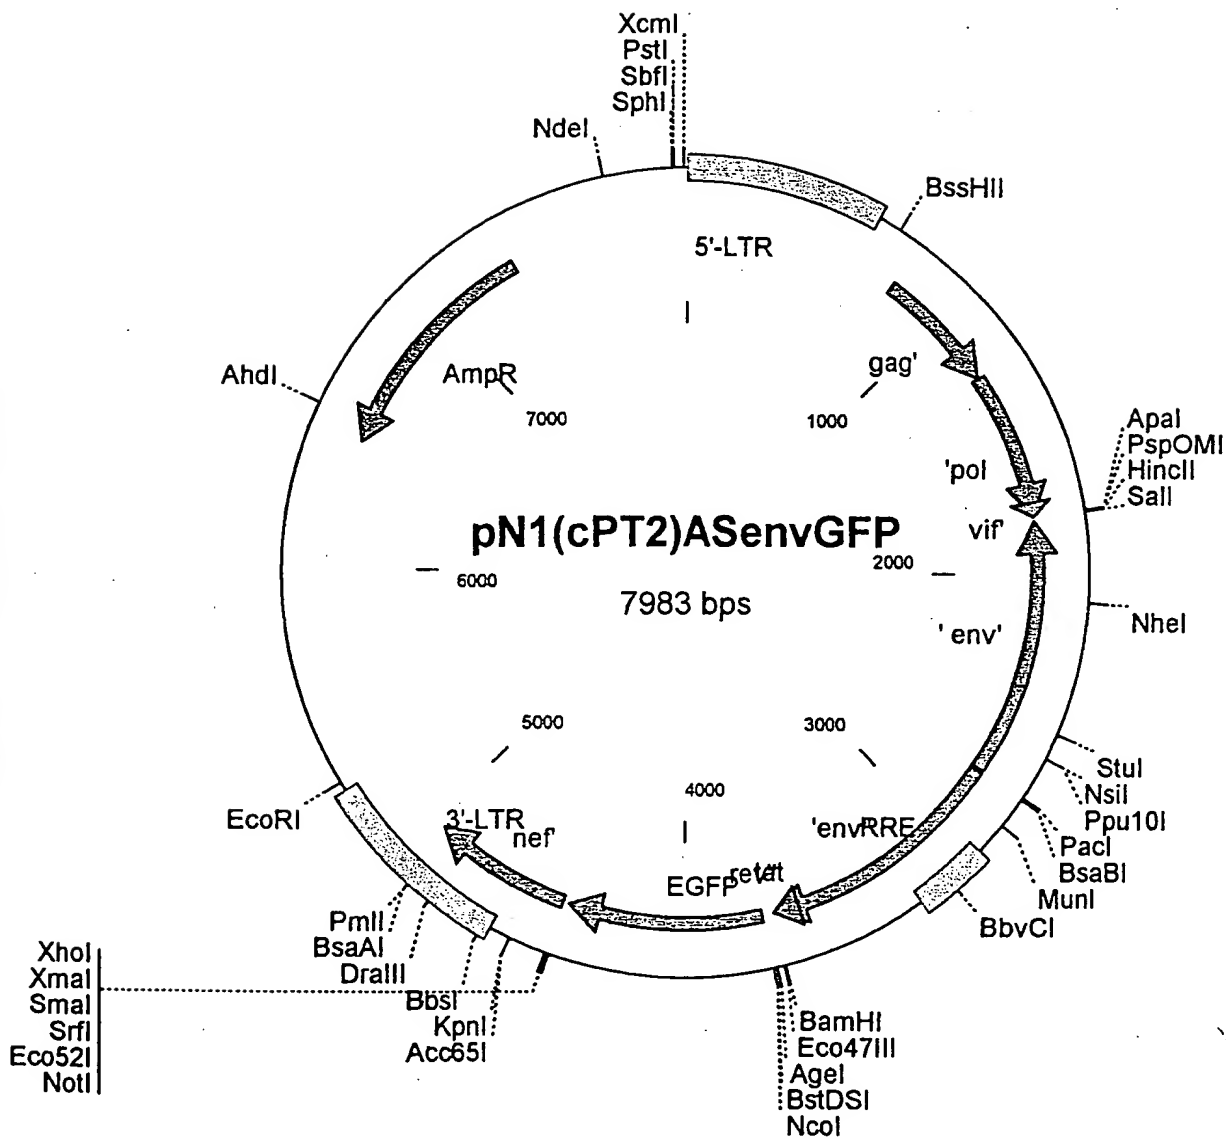 XcmI
PstI
SbfI
SphI
NdeI
BssHII
5'-LTR
gag'
AhdI
AmpR
7000
1000
ApaI
PspOMI
HincII
SalI
'pol
vif'
pN1(cPT2)ASenvGFP
7983 bps
6000
2000
NheI
'env'
5000
3000
StuI
NsiI
Ppu10I
PacI
BsaBI
MunI
BbvCI
4000
EcoRI
3'-LTR
nef'
'env
RRE
EGFP
PmlI
BsaAI
DraIII
BbsI
KpnI
Acc65I
XhoI
XmaI
SmaI
SrfI
Eco52I
NotI
BamHI
Eco47III
AgeI
BstDSI
NcoI